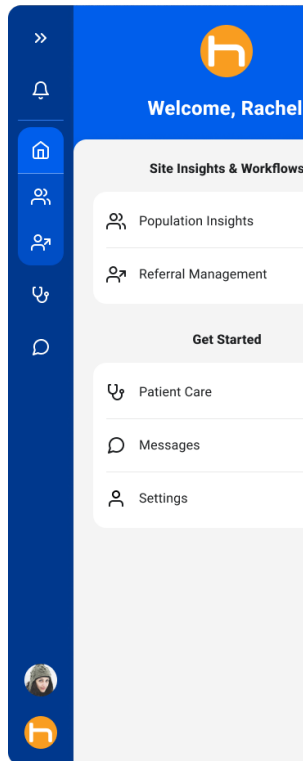 Welcome, Rachel
Site Insights & Workflows
Population Insights
Referral Management
Get Started
Patient Care
Messages
Settings